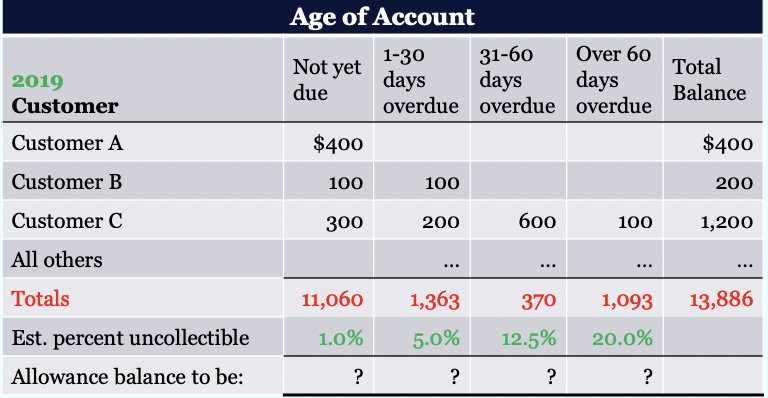 Age of Account
2019 Customer Not yet due 1-30 days overdue 31-60 days overdue Over 60 days overdue Total Balance
Customer A $400 $400
Customer B 100 100 200
Customer C 300 200 600 100 1,200
All others ... ... ... ...
Totals 11,060 1,363 370 1,093 13,886
Est. percent uncollectible 1.0% 5.0% 12.5% 20.0%
Allowance balance to be: ? ? ? ?